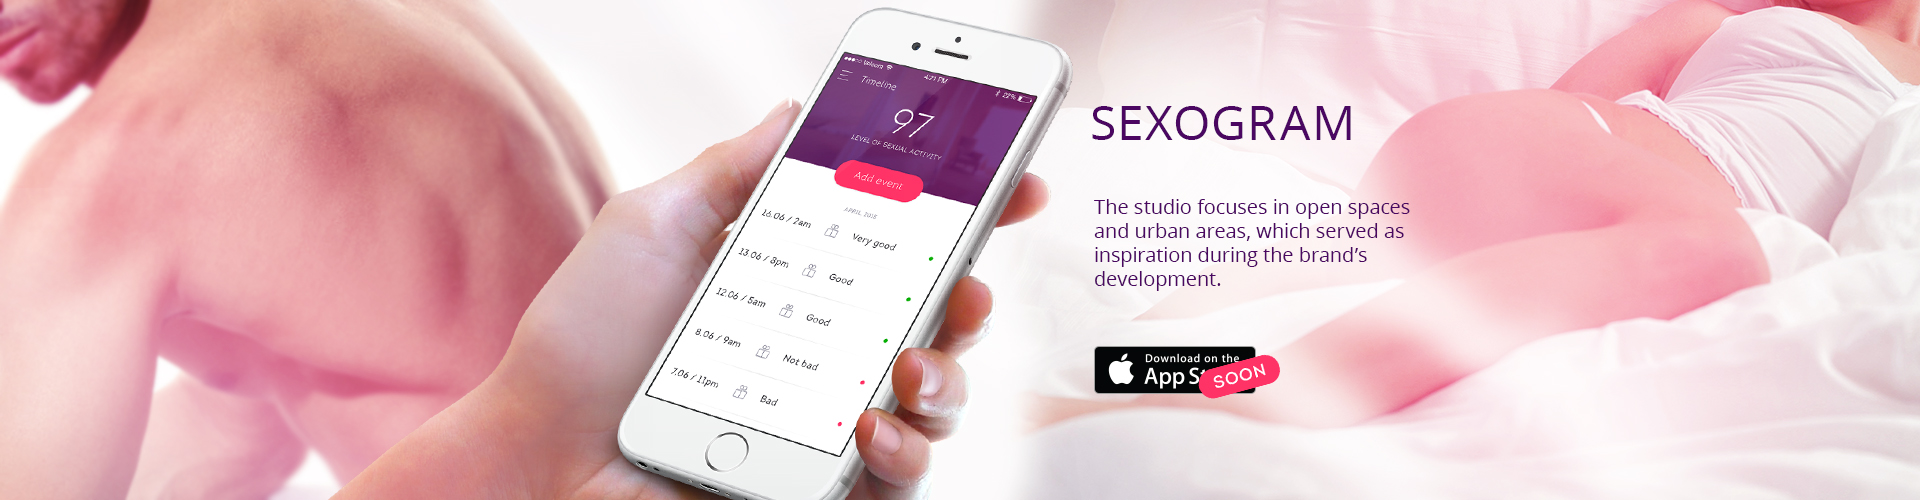 Velcom
4:21 PM
22%
Timeline
97
LEVEL OF SEXUAL ACTIVITY
Add event
APRIL, 2015
16.06 / 2am Very good
13.06 / 8pm Good
12.06 / 5am Good
8.06 / 9am Not bad
7.06 / 11pm Bad
SEXOGRAM
The studio focuses in open spaces
and urban areas, which served as
inspiration during the brand’s
development.
Download on the
App S
SOON